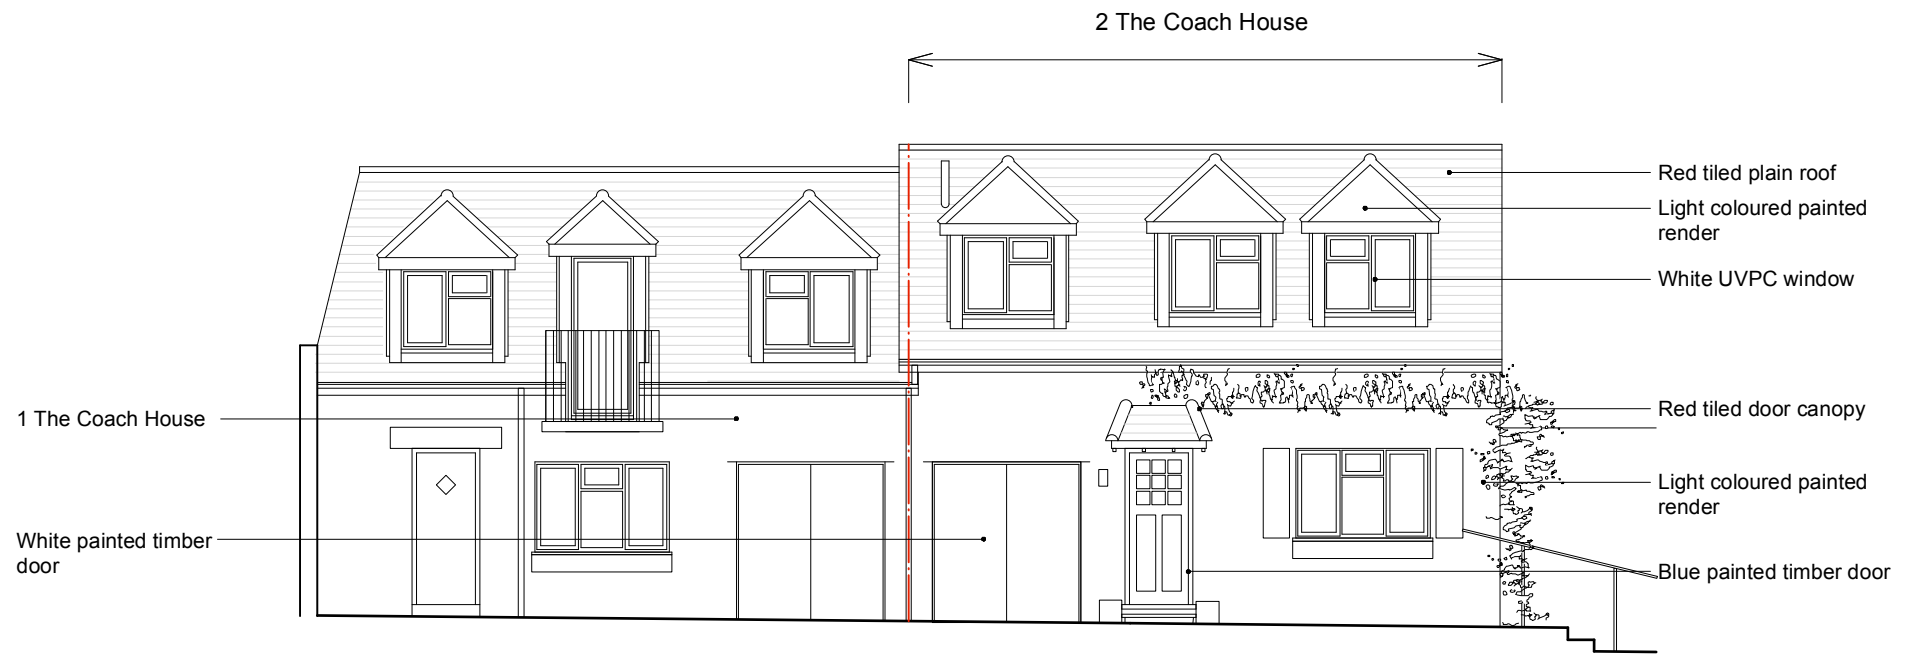 2 The Coach House
Red tiled plain roof
Light coloured painted
render
White UVPC window
1 The Coach House
Red tiled door canopy
Light coloured painted
render
White painted timber
door
Blue painted timber door